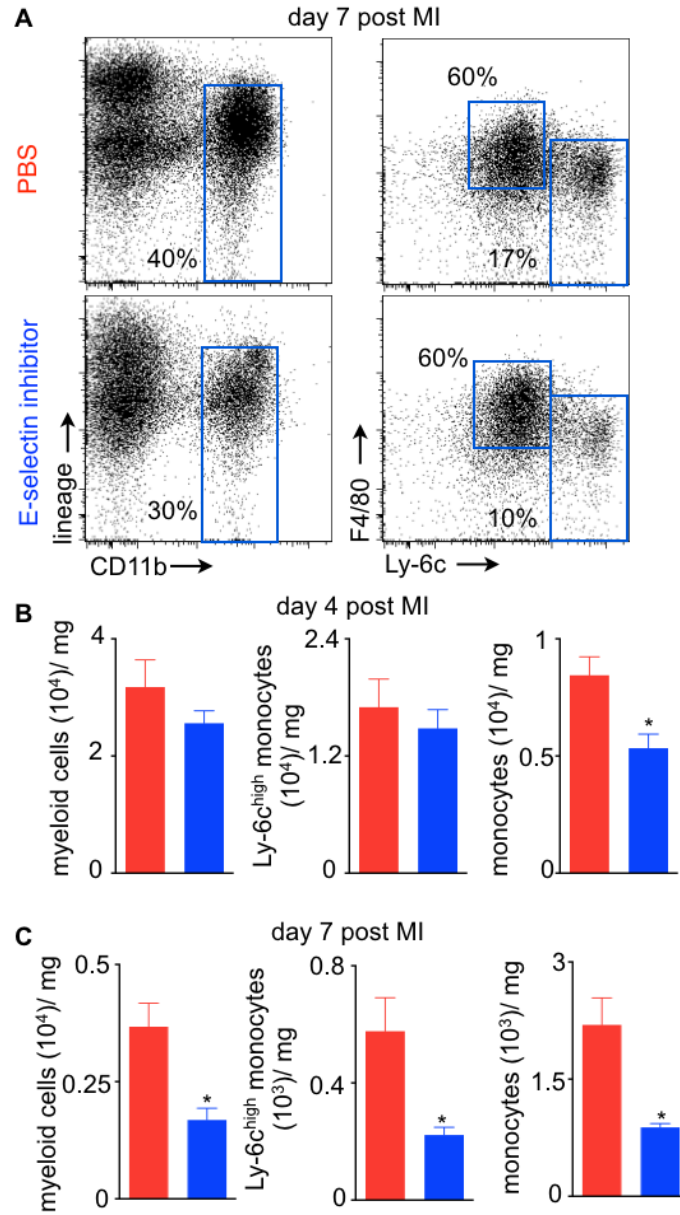 A
day 7 post MI
PBS
40%
60%
17%
E-selectin inhibitor
lineage
30%
CD11b
60%
F4/80
10%
Ly-6c
B
day 4 post MI
myeloid cells (10⁴)/ mg
4
2
0
Ly-6cʰⁱᵍʰ monocytes
(10⁴)/ mg
2.4
1.2
0
monocytes (10⁴)/ mg
1
0.5
0
*
C
day 7 post MI
myeloid cells (10⁴)/ mg
0.5
0.25
0
*
Ly-6cʰⁱᵍʰ monocytes
(10³)/ mg
0.8
0.4
0
*
monocytes (10³)/ mg
3
1.5
0
*